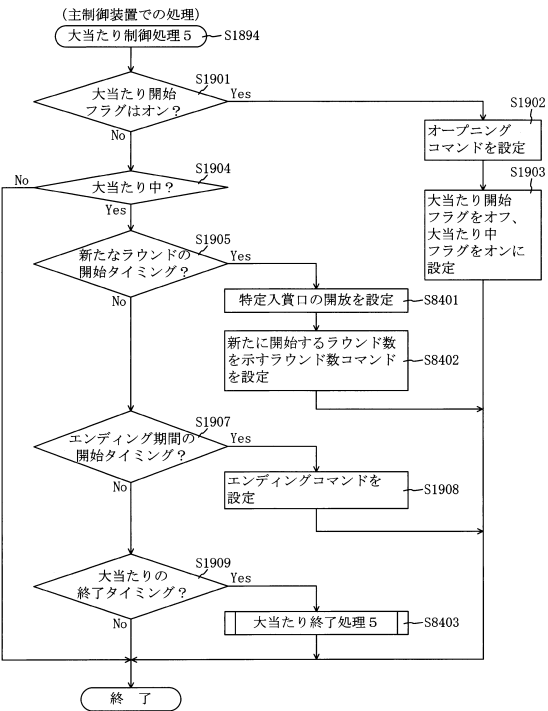 (主制御装置での処理)
大当たり制御処理5
S1894
S1901
大当たり開始
フラグはオン？
Yes
No
S1902
オープニング
コマンドを設定
S1903
大当たり開始
フラグをオフ、
大当たり中
フラグをオンに
設定
S1904
大当たり中？
No
Yes
S1905
新たなラウンドの
開始タイミング？
Yes
No
特定入賞口の開放を設定
S8401
新たに開始するラウンド数
を示すラウンド数コマンド
を設定
S8402
S1907
エンディング期間の
開始タイミング？
Yes
No
エンディングコマンドを
設定
S1908
S1909
大当たりの
終了タイミング？
Yes
No
大当たり終了処理5
S8403
終 了